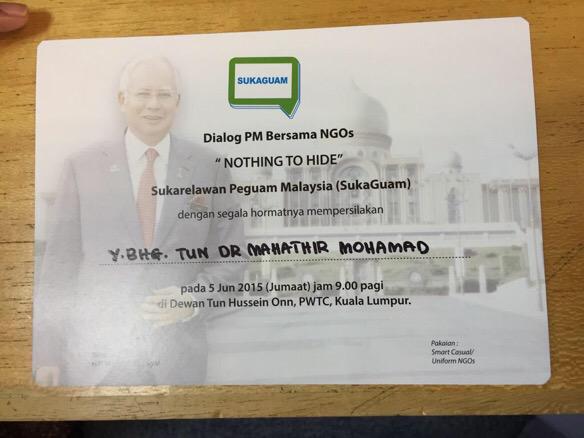 SUKAGUAM
Dialog PM Bersama NGOs
“ NOTHING TO HIDE”
Sukarelawan Peguam Malaysia (SukaGuam)
dengan segala hormatnya mempersilakan
Y.BHG. TUN DR MAHATHIR MOHAMAD
pada 5 Jun 2015 (Jumaat) jam 9.00 pagi
di Dewan Tun Hussein Onn, PWTC, Kuala Lumpur.
Pakaian :
Smart Casual/
Uniform NGOs